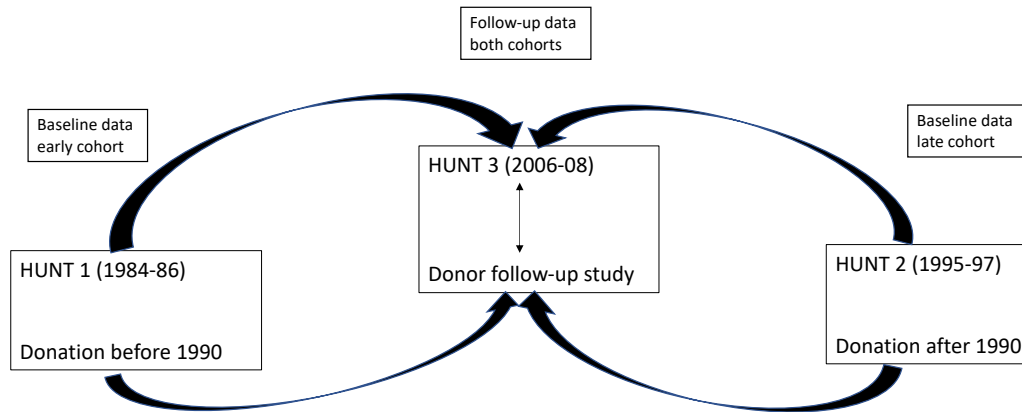 Follow-up data
both cohorts
Baseline data
early cohort
Baseline data
late cohort
HUNT 3 (2006-08)
Donor follow-up study
HUNT 1 (1984-86)
Donation before 1990
HUNT 2 (1995-97)
Donation after 1990